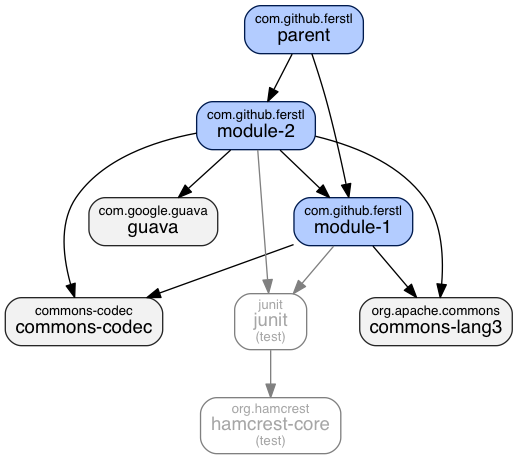 com.github.ferstl
parent
com.github.ferstl
module-2
com.google.guava
guava
com.github.ferstl
module-1
commons-codec
commons-codec
junit
junit
(test)
org.apache.commons
commons-lang3
org.hamcrest
hamcrest-core
(test)